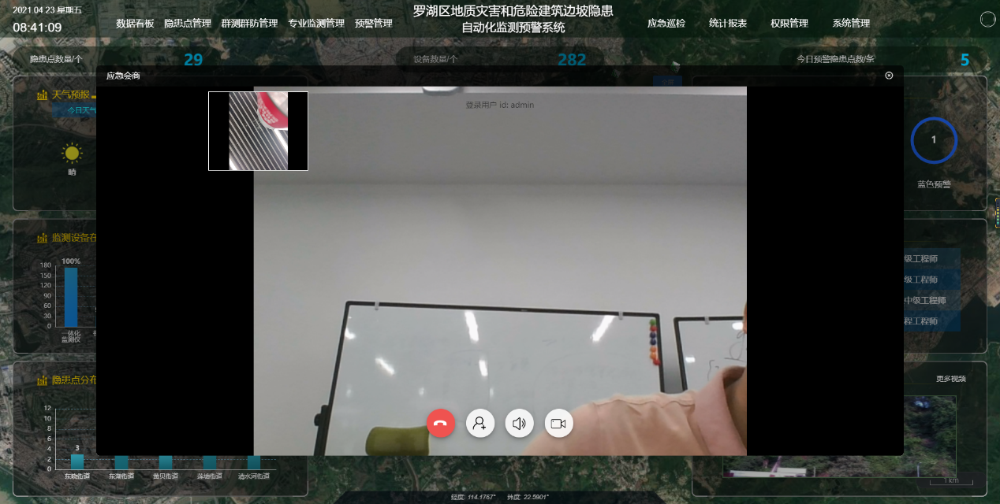 2021.04.23 星期五
08:41:09
数据看板 隐患点管理 群测群防管理 专业监测管理 预警管理
罗湖区地质灾害和危险建筑边坡隐患
自动化监测预警系统
应急巡检 统计报表 权限管理 系统管理
隐患点数量/个 29
设备数量/个 282
今日预警隐患点数/条 5
应急会商
登录用户 id: admin
天气预报
今日天气
晴
1
蓝色预警
监测设备在
100%
180
150
120
90
60
30
0
一体化
监测仪
级工程师
级工程师
中级工程师
程工程师
隐患点分布
12
10
8
6
4
2
0
3
东晓街道 东湖街道 黄贝街道 莲塘街道 清水河街道
更多视频
1 km
经度: 114.1767° 纬度: 22.5901°